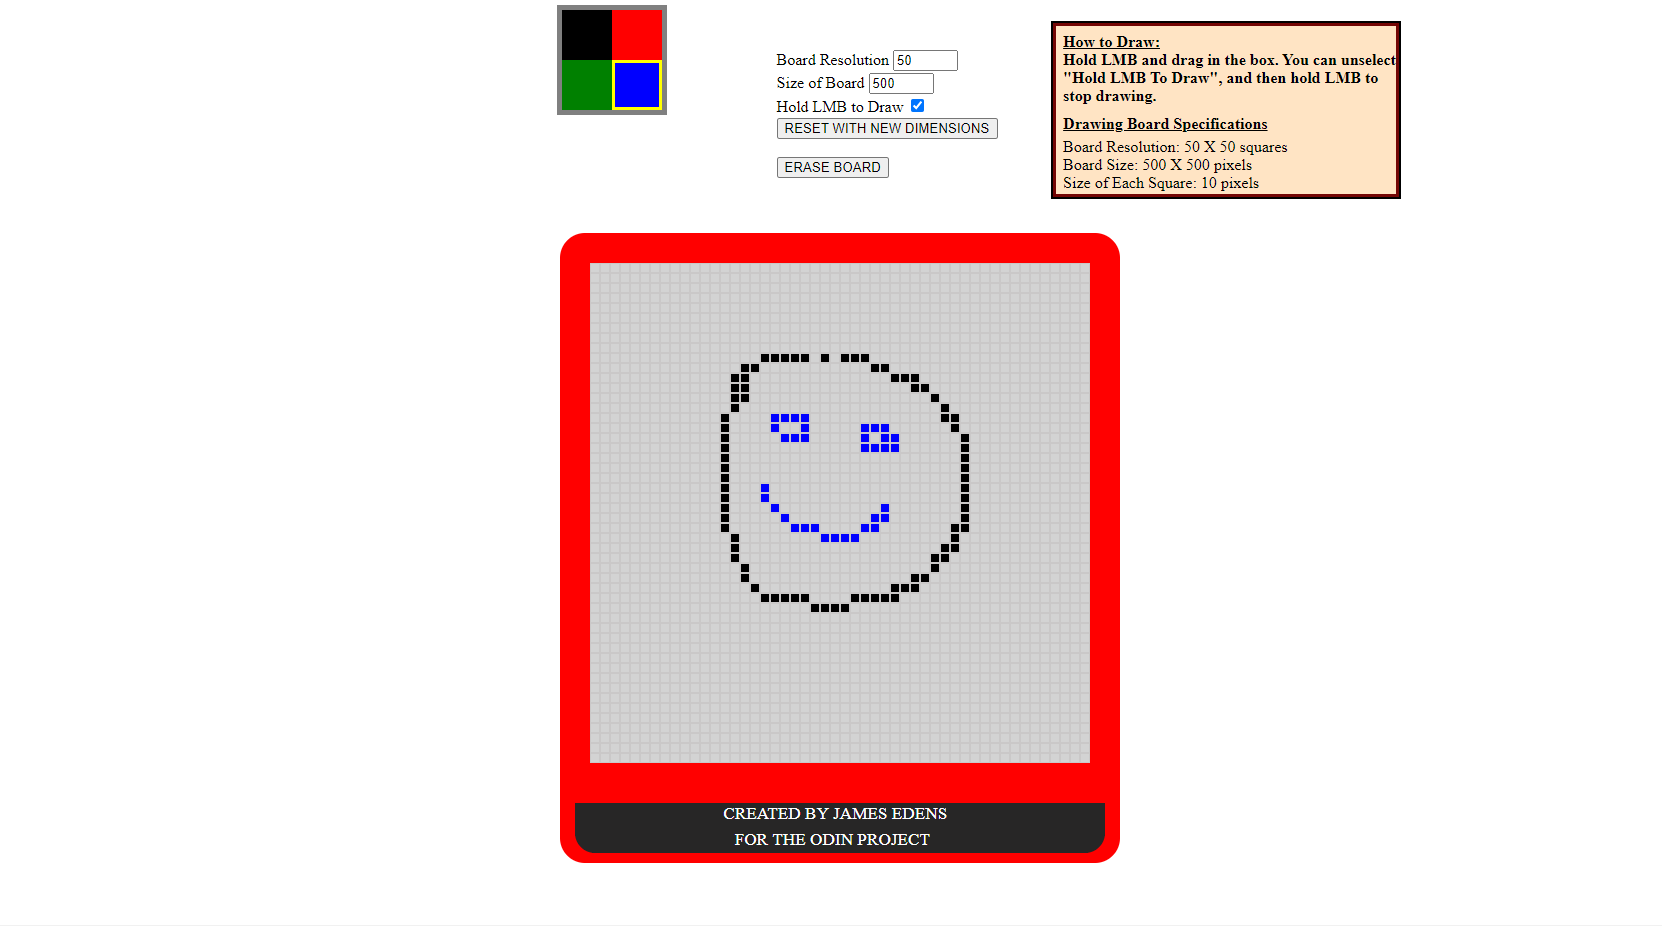 Board Resolution 50
Size of Board 500
Hold LMB to Draw
RESET WITH NEW DIMENSIONS
ERASE BOARD
How to Draw:
Hold LMB and drag in the box. You can unselect
"Hold LMB To Draw", and then hold LMB to
stop drawing.
Drawing Board Specifications
Board Resolution: 50 X 50 squares
Board Size: 500 X 500 pixels
Size of Each Square: 10 pixels
CREATED BY JAMES EDENS
FOR THE ODIN PROJECT